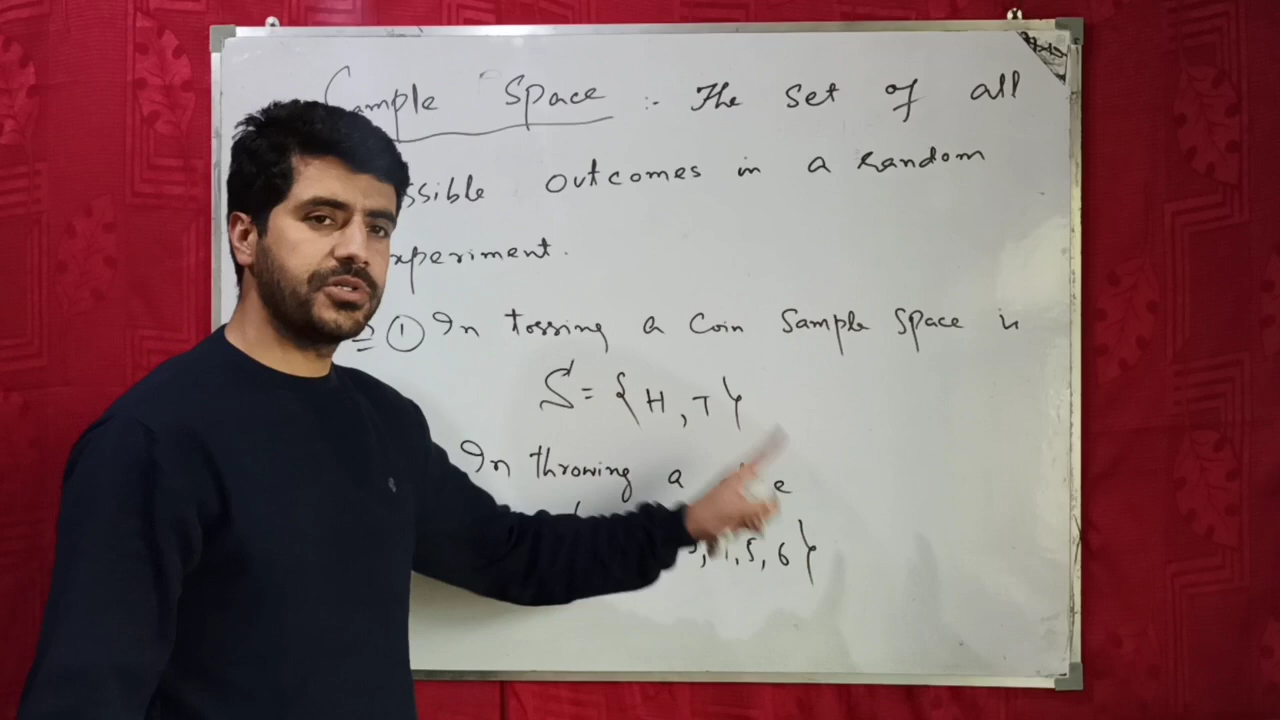 Sample Space :- The Set of all
ssible outcomes in a random
xperiment.
① In tossing a coin Sample Space is
S = { H , T }
In throwing a
, 5, 6 }